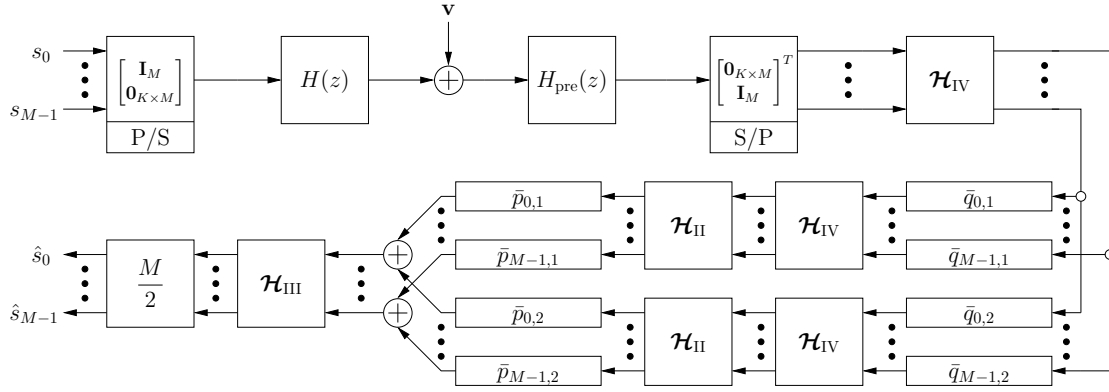 v
s_0
s_{M-1}
[I_M
0_{K×M}]
P/S
H(z)
H_pre(z)
[0_{K×M}
I_M]^T
S/P
𝓗_IV
p̄_{0,1}
p̄_{M-1,1}
𝓗_II
𝓗_IV
q̄_{0,1}
q̄_{M-1,1}
ŝ_0
ŝ_{M-1}
M
2
𝓗_III
p̄_{0,2}
p̄_{M-1,2}
𝓗_II
𝓗_IV
q̄_{0,2}
q̄_{M-1,2}